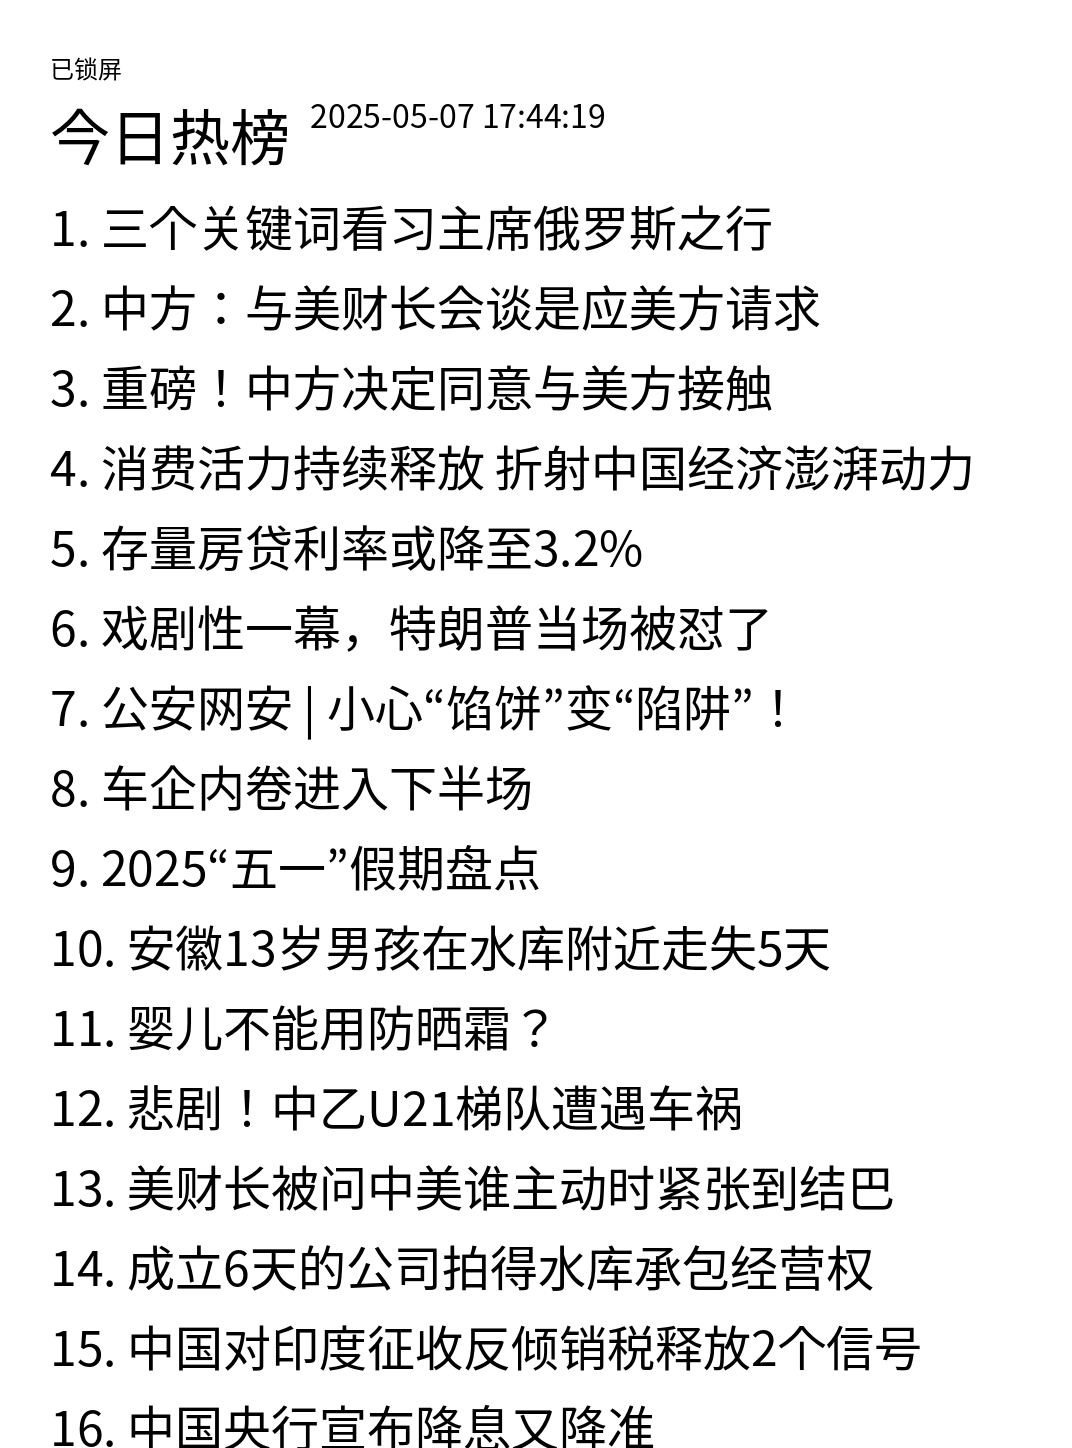 已锁屏
今日热榜 2025-05-07 17:44:19
1. 三个关键词看习主席俄罗斯之行
2. 中方：与美财长会谈是应美方请求
3. 重磅！中方决定同意与美方接触
4. 消费活力持续释放 折射中国经济澎湃动力
5. 存量房贷利率或降至3.2%
6. 戏剧性一幕，特朗普当场被怼了
7. 公安网安 | 小心“馅饼”变“陷阱”！
8. 车企内卷进入下半场
9. 2025“五一”假期盘点
10. 安徽13岁男孩在水库附近走失5天
11. 婴儿不能用防晒霜？
12. 悲剧！中乙U21梯队遭遇车祸
13. 美财长被问中美谁主动时紧张到结巴
14. 成立6天的公司拍得水库承包经营权
15. 中国对印度征收反倾销税释放2个信号
16. 中国央行宣布降息又降准